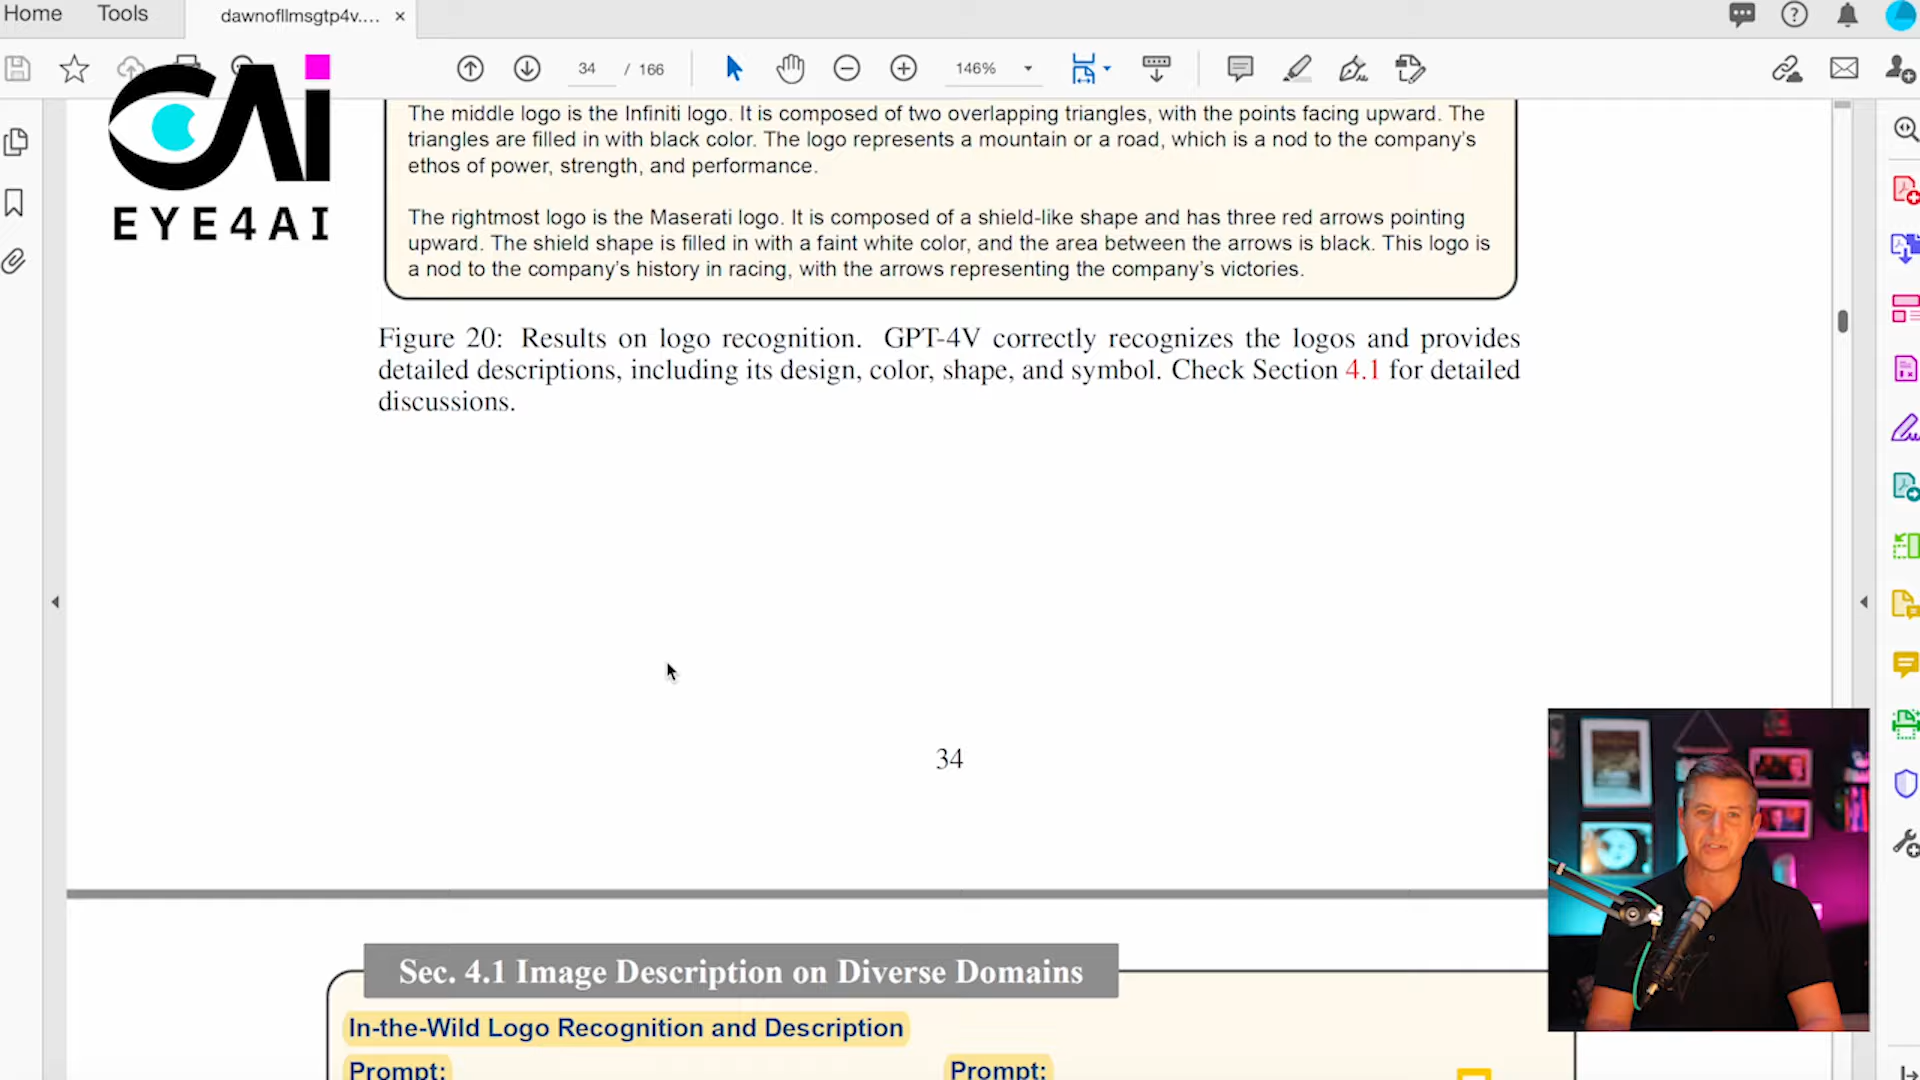 Home Tools dawnofllmsgtp4v.... ×
34 / 166 146%
EYE4AI
The middle logo is the Infiniti logo. It is composed of two overlapping triangles, with the points facing upward. The
triangles are filled in with black color. The logo represents a mountain or a road, which is a nod to the company's
ethos of power, strength, and performance.
The rightmost logo is the Maserati logo. It is composed of a shield-like shape and has three red arrows pointing
upward. The shield shape is filled in with a faint white color, and the area between the arrows is black. This logo is
a nod to the company's history in racing, with the arrows representing the company's victories.
Figure 20: Results on logo recognition. GPT-4V correctly recognizes the logos and provides
detailed descriptions, including its design, color, shape, and symbol. Check Section 4.1 for detailed
discussions.
34
Sec. 4.1 Image Description on Diverse Domains
In-the-Wild Logo Recognition and Description
Prompt: Prompt: